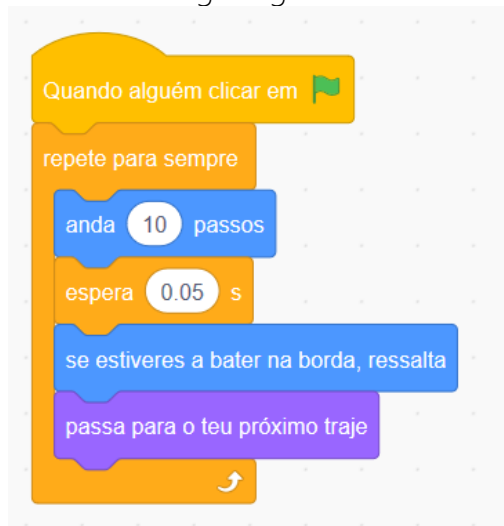 Quando alguém clicar em
repete para sempre
anda 10 passos
espera 0.05 s
se estiveres a bater na borda, ressalta
passa para o teu próximo traje